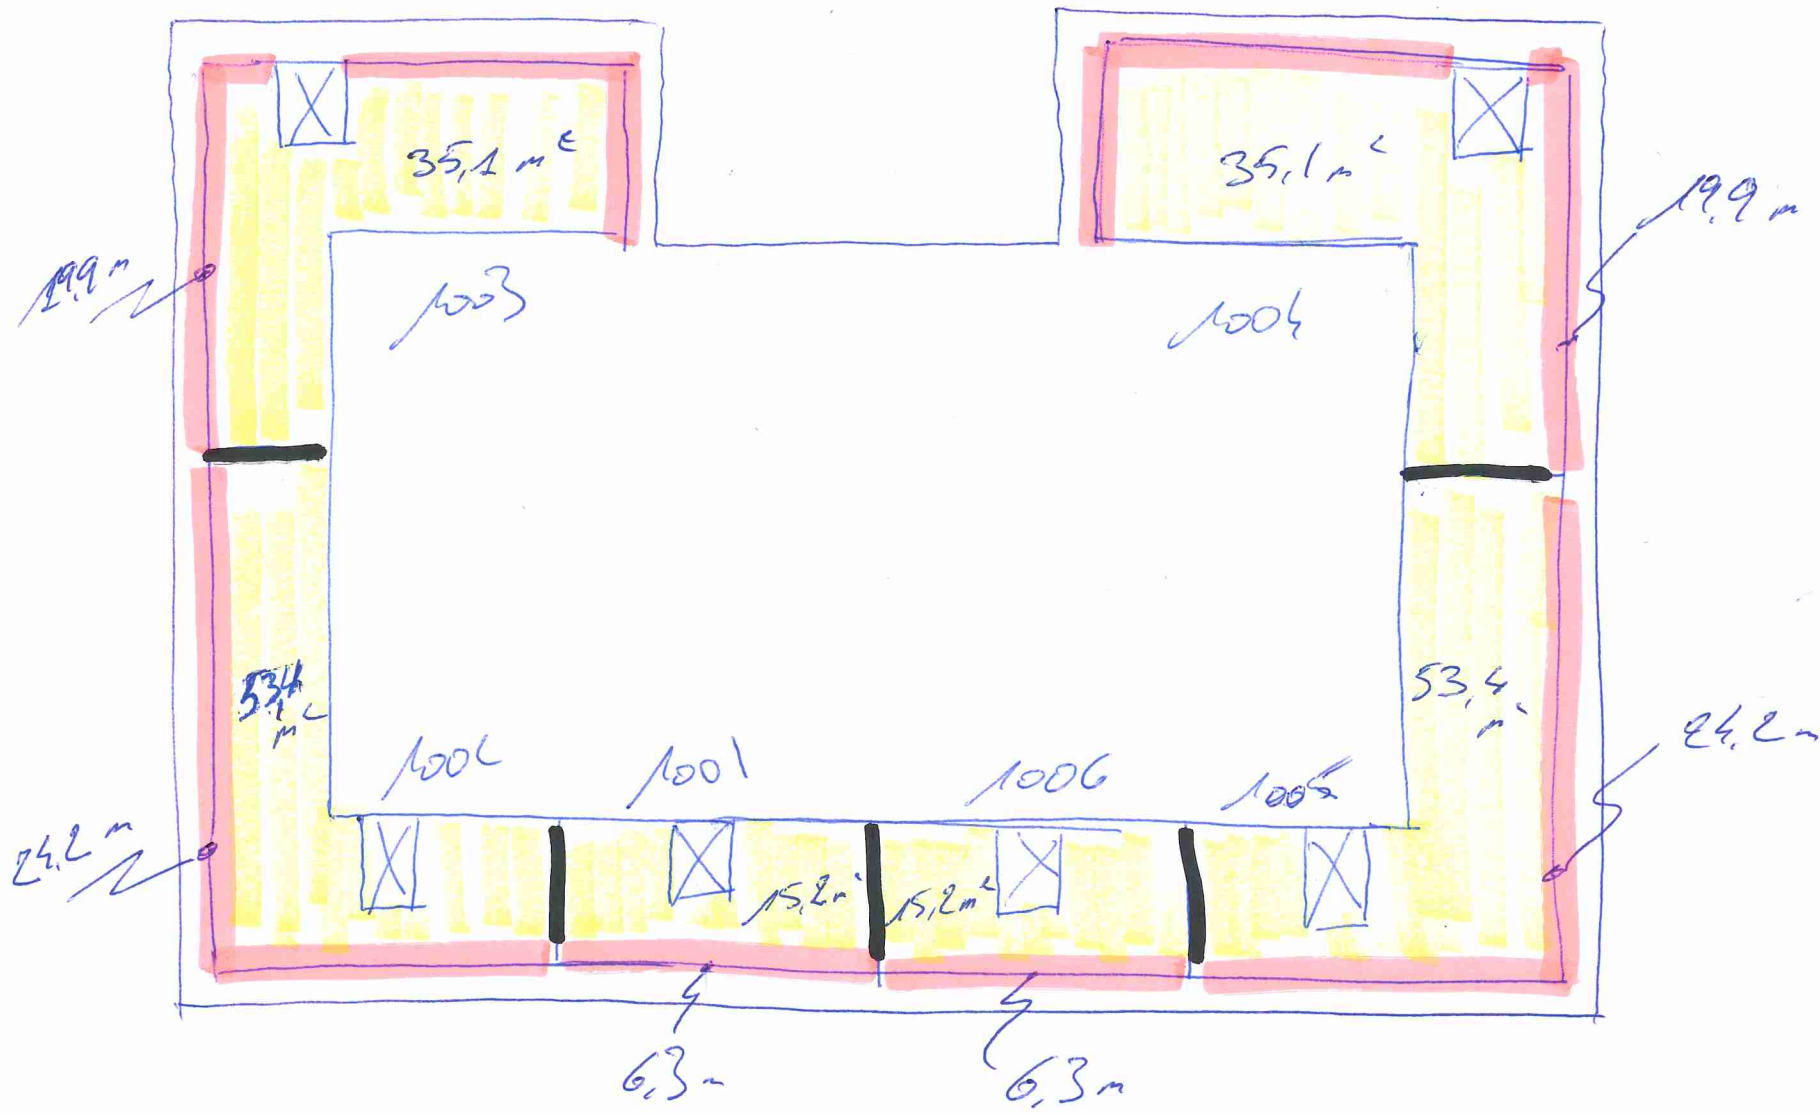 35,1 m²
35,1 m²
19,9 m
19,9 m
1003
1004
53,4
m²
53,4
m²
24,2 m
1002
1001
1006
1005
24,2 m
15,2 m²
15,2 m²
6,3 m
6,3 m